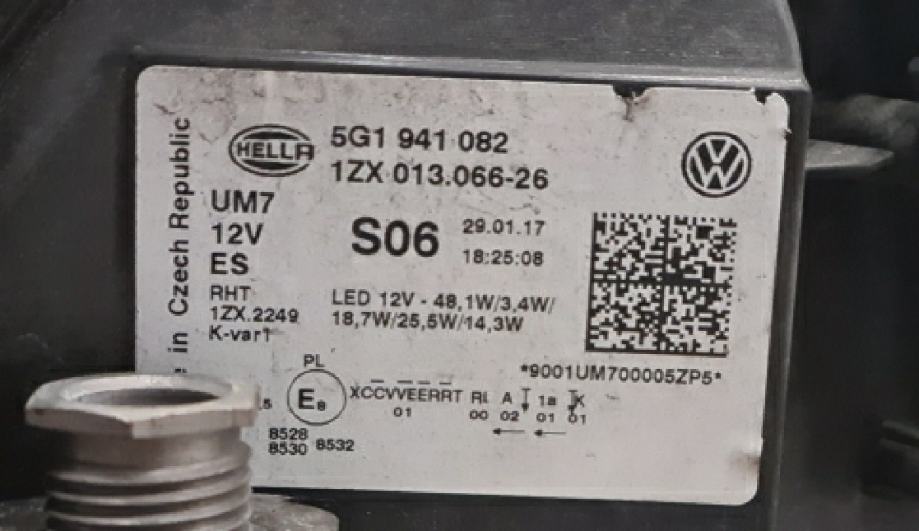 in Czech Republic
HELLA
5G1 941 082
1ZX 013.066-26
UM7
12V
ES
S06
29.01.17
18:25:08
RHT
1ZX.2249
K-vart
LED 12V - 48,1W/3,4W/
18,7W/25,5W/14,3W
*9001UM700005ZP5*
PL
E8
XCCVVEERRT RL A 1a K
01 00 02 01 01
8528
8530 8532